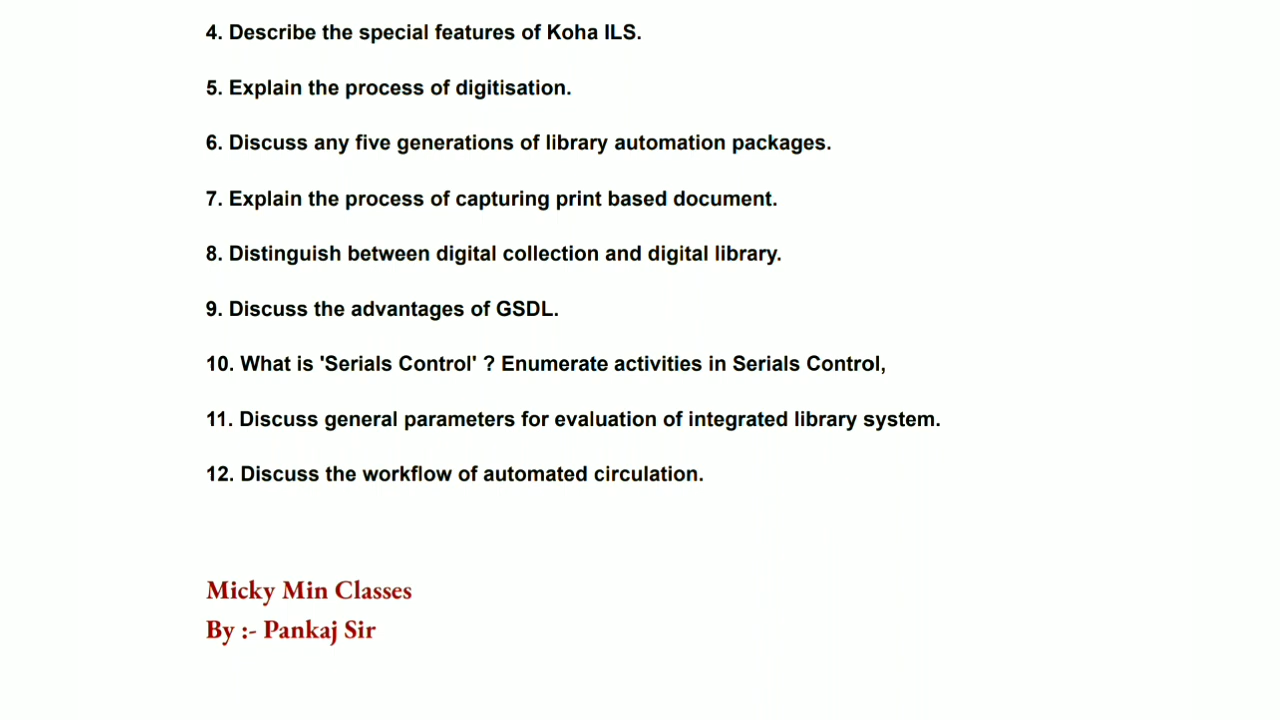 4. Describe the special features of Koha ILS.
5. Explain the process of digitisation.
6. Discuss any five generations of library automation packages.
7. Explain the process of capturing print based document.
8. Distinguish between digital collection and digital library.
9. Discuss the advantages of GSDL.
10. What is 'Serials Control' ? Enumerate activities in Serials Control,
11. Discuss general parameters for evaluation of integrated library system.
12. Discuss the workflow of automated circulation.
Micky Min Classes
By :- Pankaj Sir